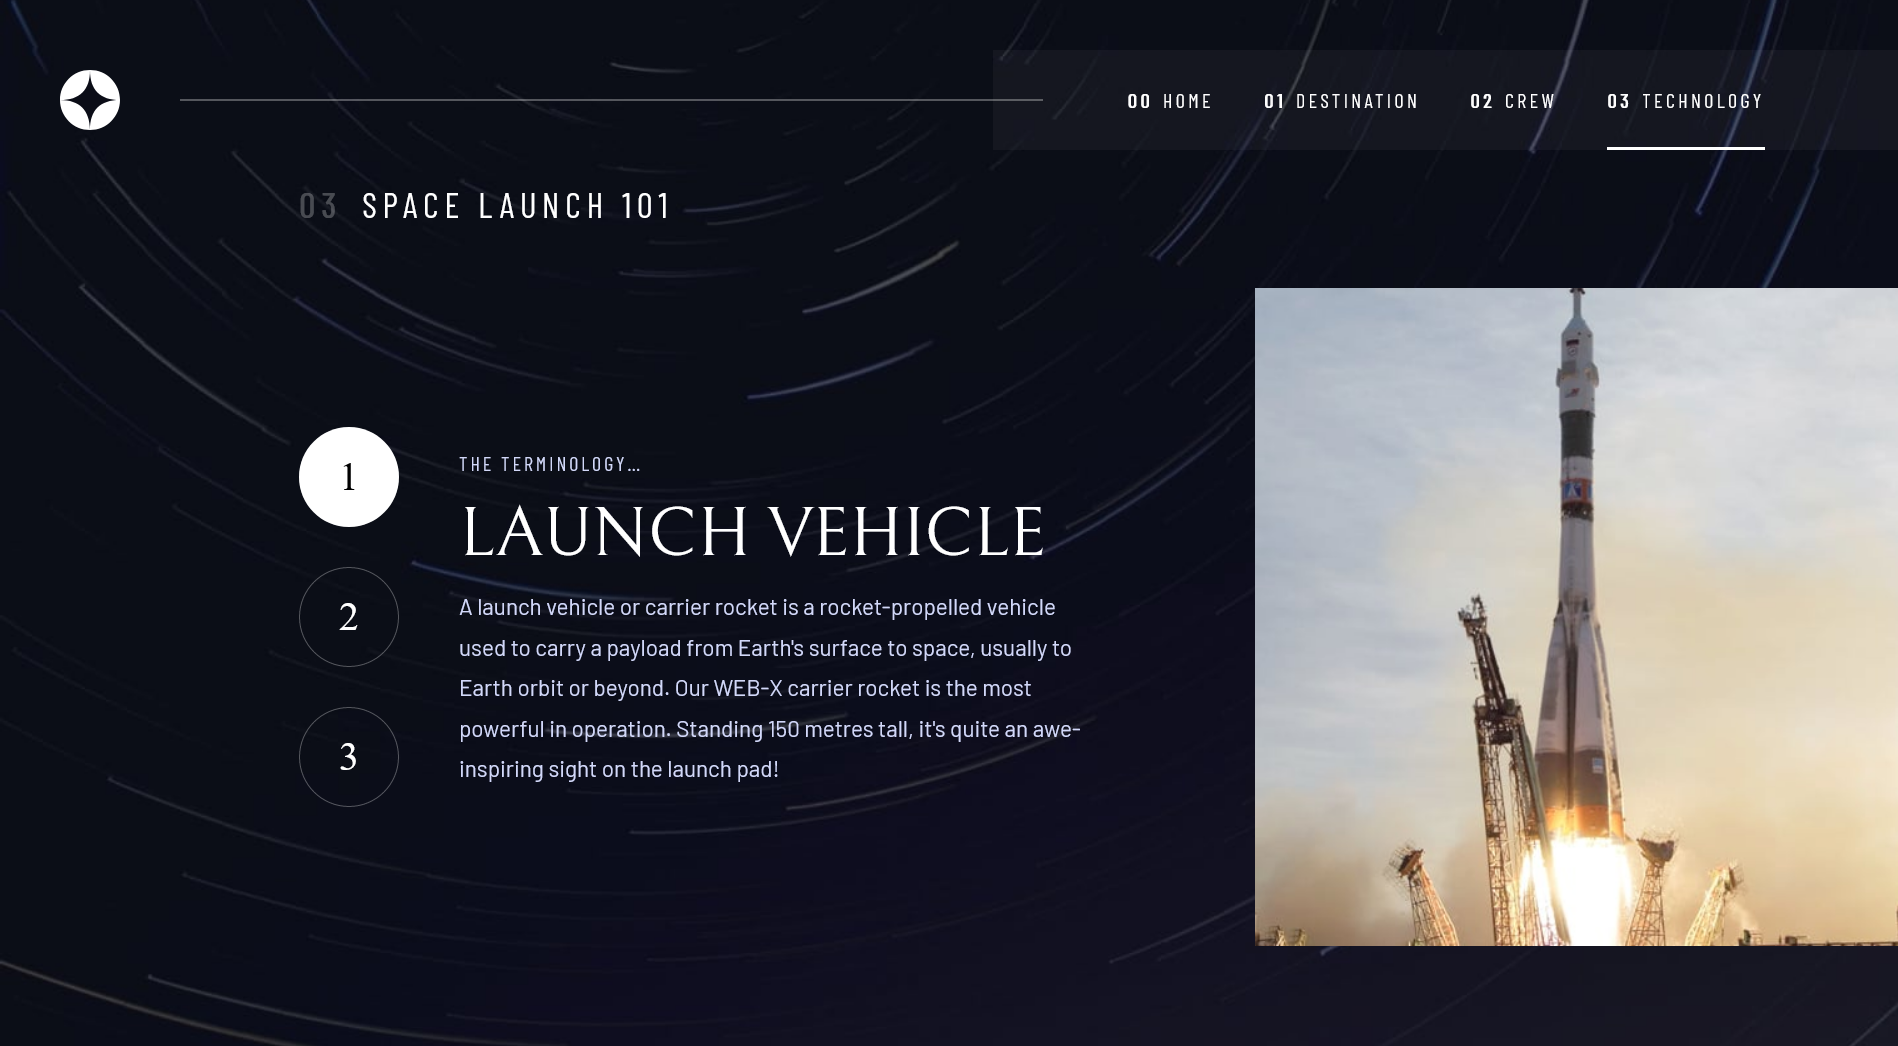 00 HOME
01 DESTINATION
02 CREW
03 TECHNOLOGY
03 SPACE LAUNCH 101
1
THE TERMINOLOGY...
LAUNCH VEHICLE
2
A launch vehicle or carrier rocket is a rocket-propelled vehicle
used to carry a payload from Earth's surface to space, usually to
Earth orbit or beyond. Our WEB-X carrier rocket is the most
powerful in operation. Standing 150 metres tall, it's quite an awe-
inspiring sight on the launch pad!
3